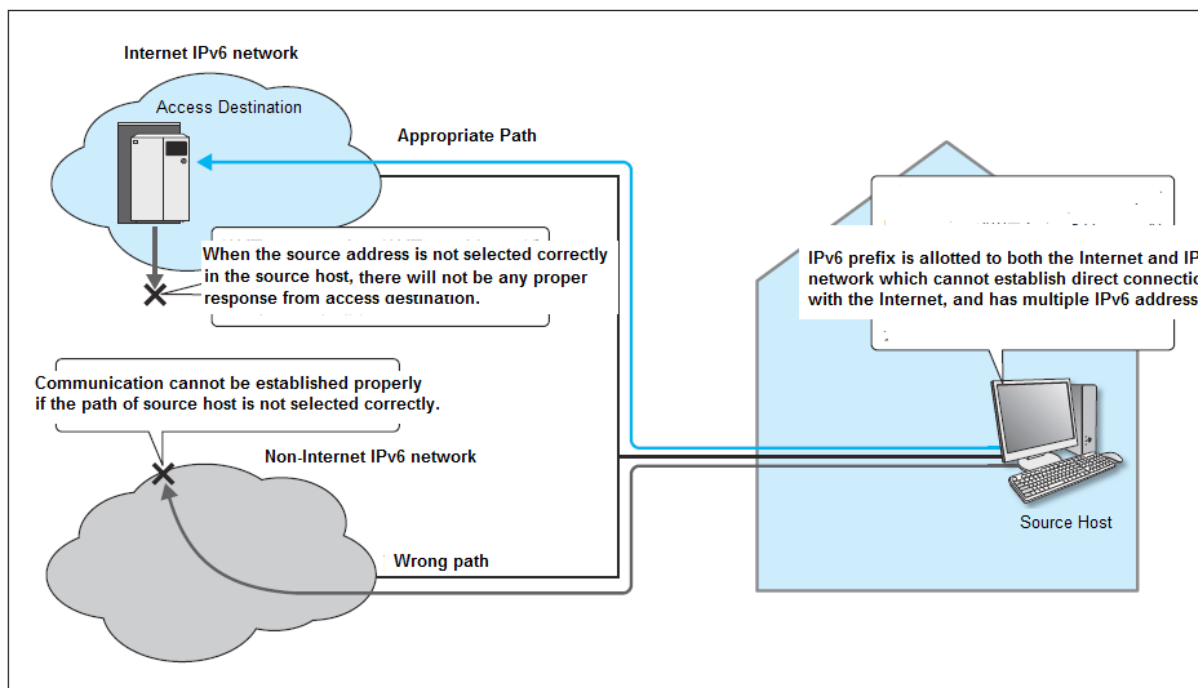 Internet IPv6 network
Access Destination
Appropriate Path
When the source address is not selected correctly
in the source host, there will not be any proper
response from access destination.
IPv6 prefix is allotted to both the Internet and IP
network which cannot establish direct connectio
with the Internet, and has multiple IPv6 address
Communication cannot be established properly
if the path of source host is not selected correctly.
Non-Internet IPv6 network
Wrong path
Source Host